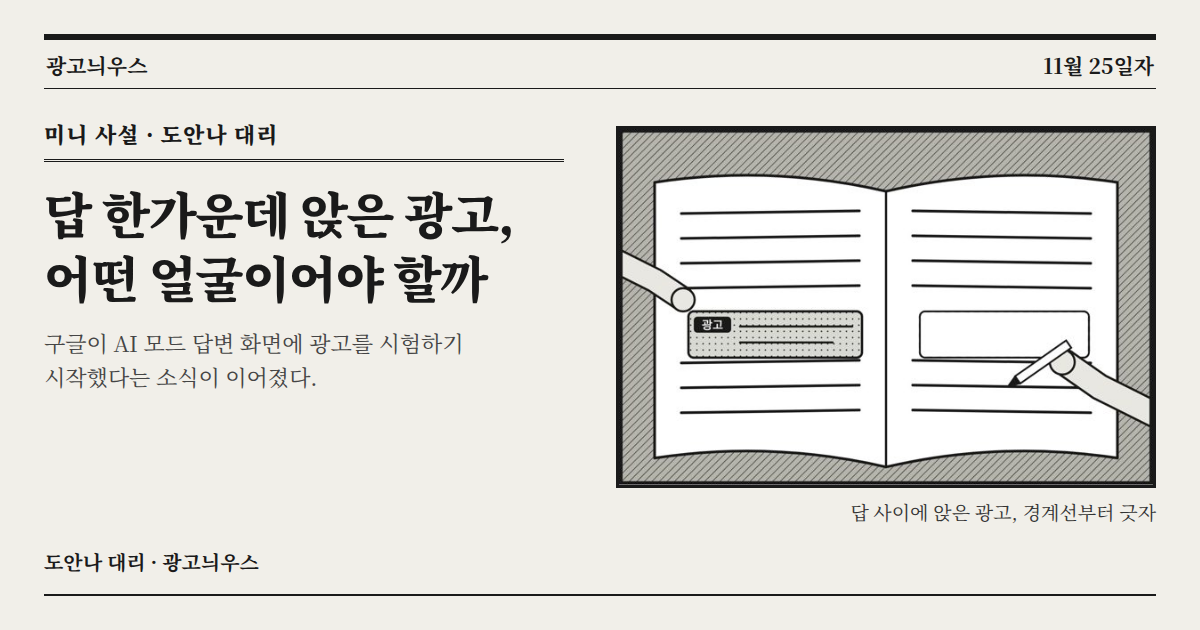 광고늬우스
11월 25일자
미니 사설 · 도안나 대리
답 한가운데 앉은 광고,
어떤 얼굴이어야 할까
구글이 AI 모드 답변 화면에 광고를 시험하기
시작했다는 소식이 이어졌다.
광고
답 사이에 앉은 광고, 경계선부터 긋자
도안나 대리 · 광고늬우스